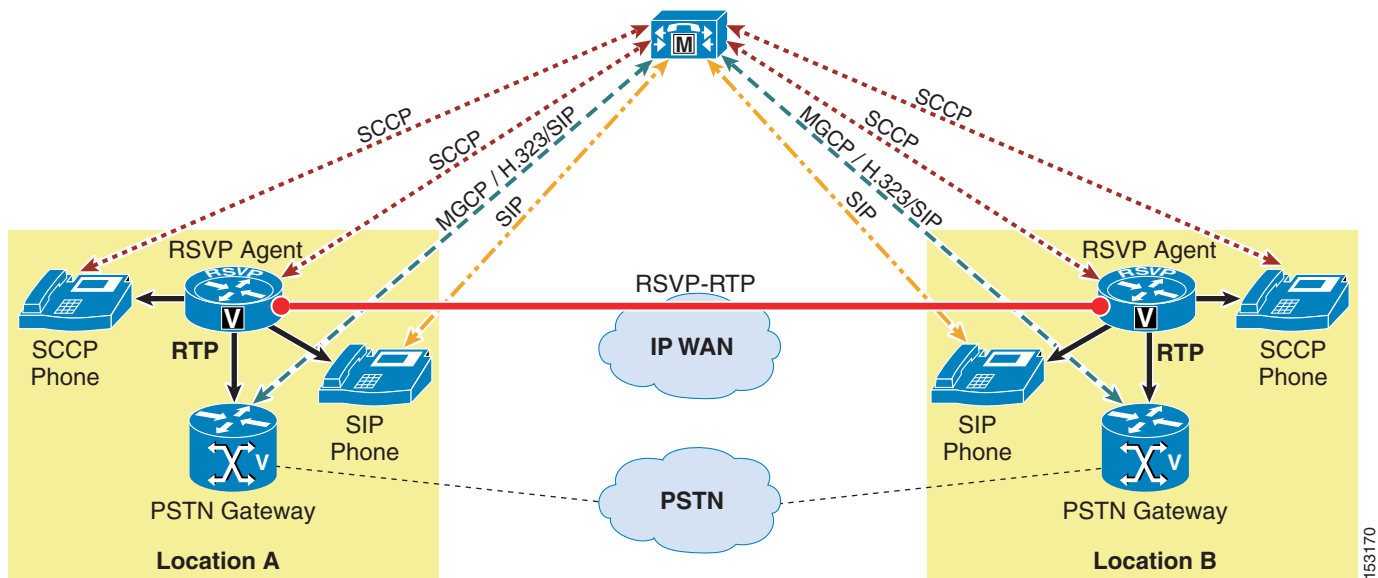 M
SCCP
SCCP
MGCP / H.323/SIP
SIP
SCCP
SCCP
MGCP / H.323/SIP
SIP
RSVP Agent
RSVP
V
SCCP
Phone
RTP
SIP
Phone
V
PSTN Gateway
Location A
RSVP-RTP
IP WAN
PSTN
RSVP Agent
RSVP
V
SCCP
Phone
RTP
SIP
Phone
V
PSTN Gateway
Location B
153170